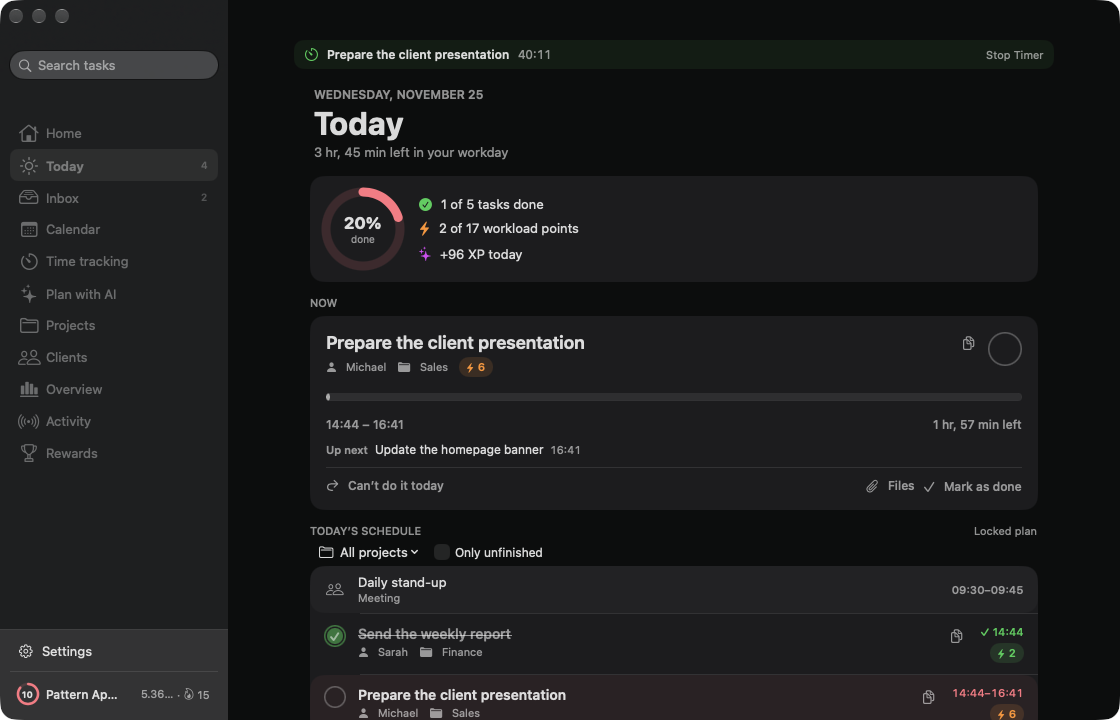 Search tasks
Home
Today 4
Inbox 2
Calendar
Time tracking
Plan with AI
Projects
Clients
Overview
Activity
Rewards
Settings
10 Pattern Ap... 5.36... · 15
Prepare the client presentation 40:11 Stop Timer
WEDNESDAY, NOVEMBER 25
Today
3 hr, 45 min left in your workday
20%
done
1 of 5 tasks done
2 of 17 workload points
+96 XP today
NOW
Prepare the client presentation
Michael Sales 6
14:44 – 16:41 1 hr, 57 min left
Up next Update the homepage banner 16:41
Can't do it today Files Mark as done
TODAY'S SCHEDULE Locked plan
All projects Only unfinished
Daily stand-up 09:30–09:45
Meeting
Send the weekly report 14:44
Sarah Finance 2
Prepare the client presentation 14:44–16:41
Michael Sales 6